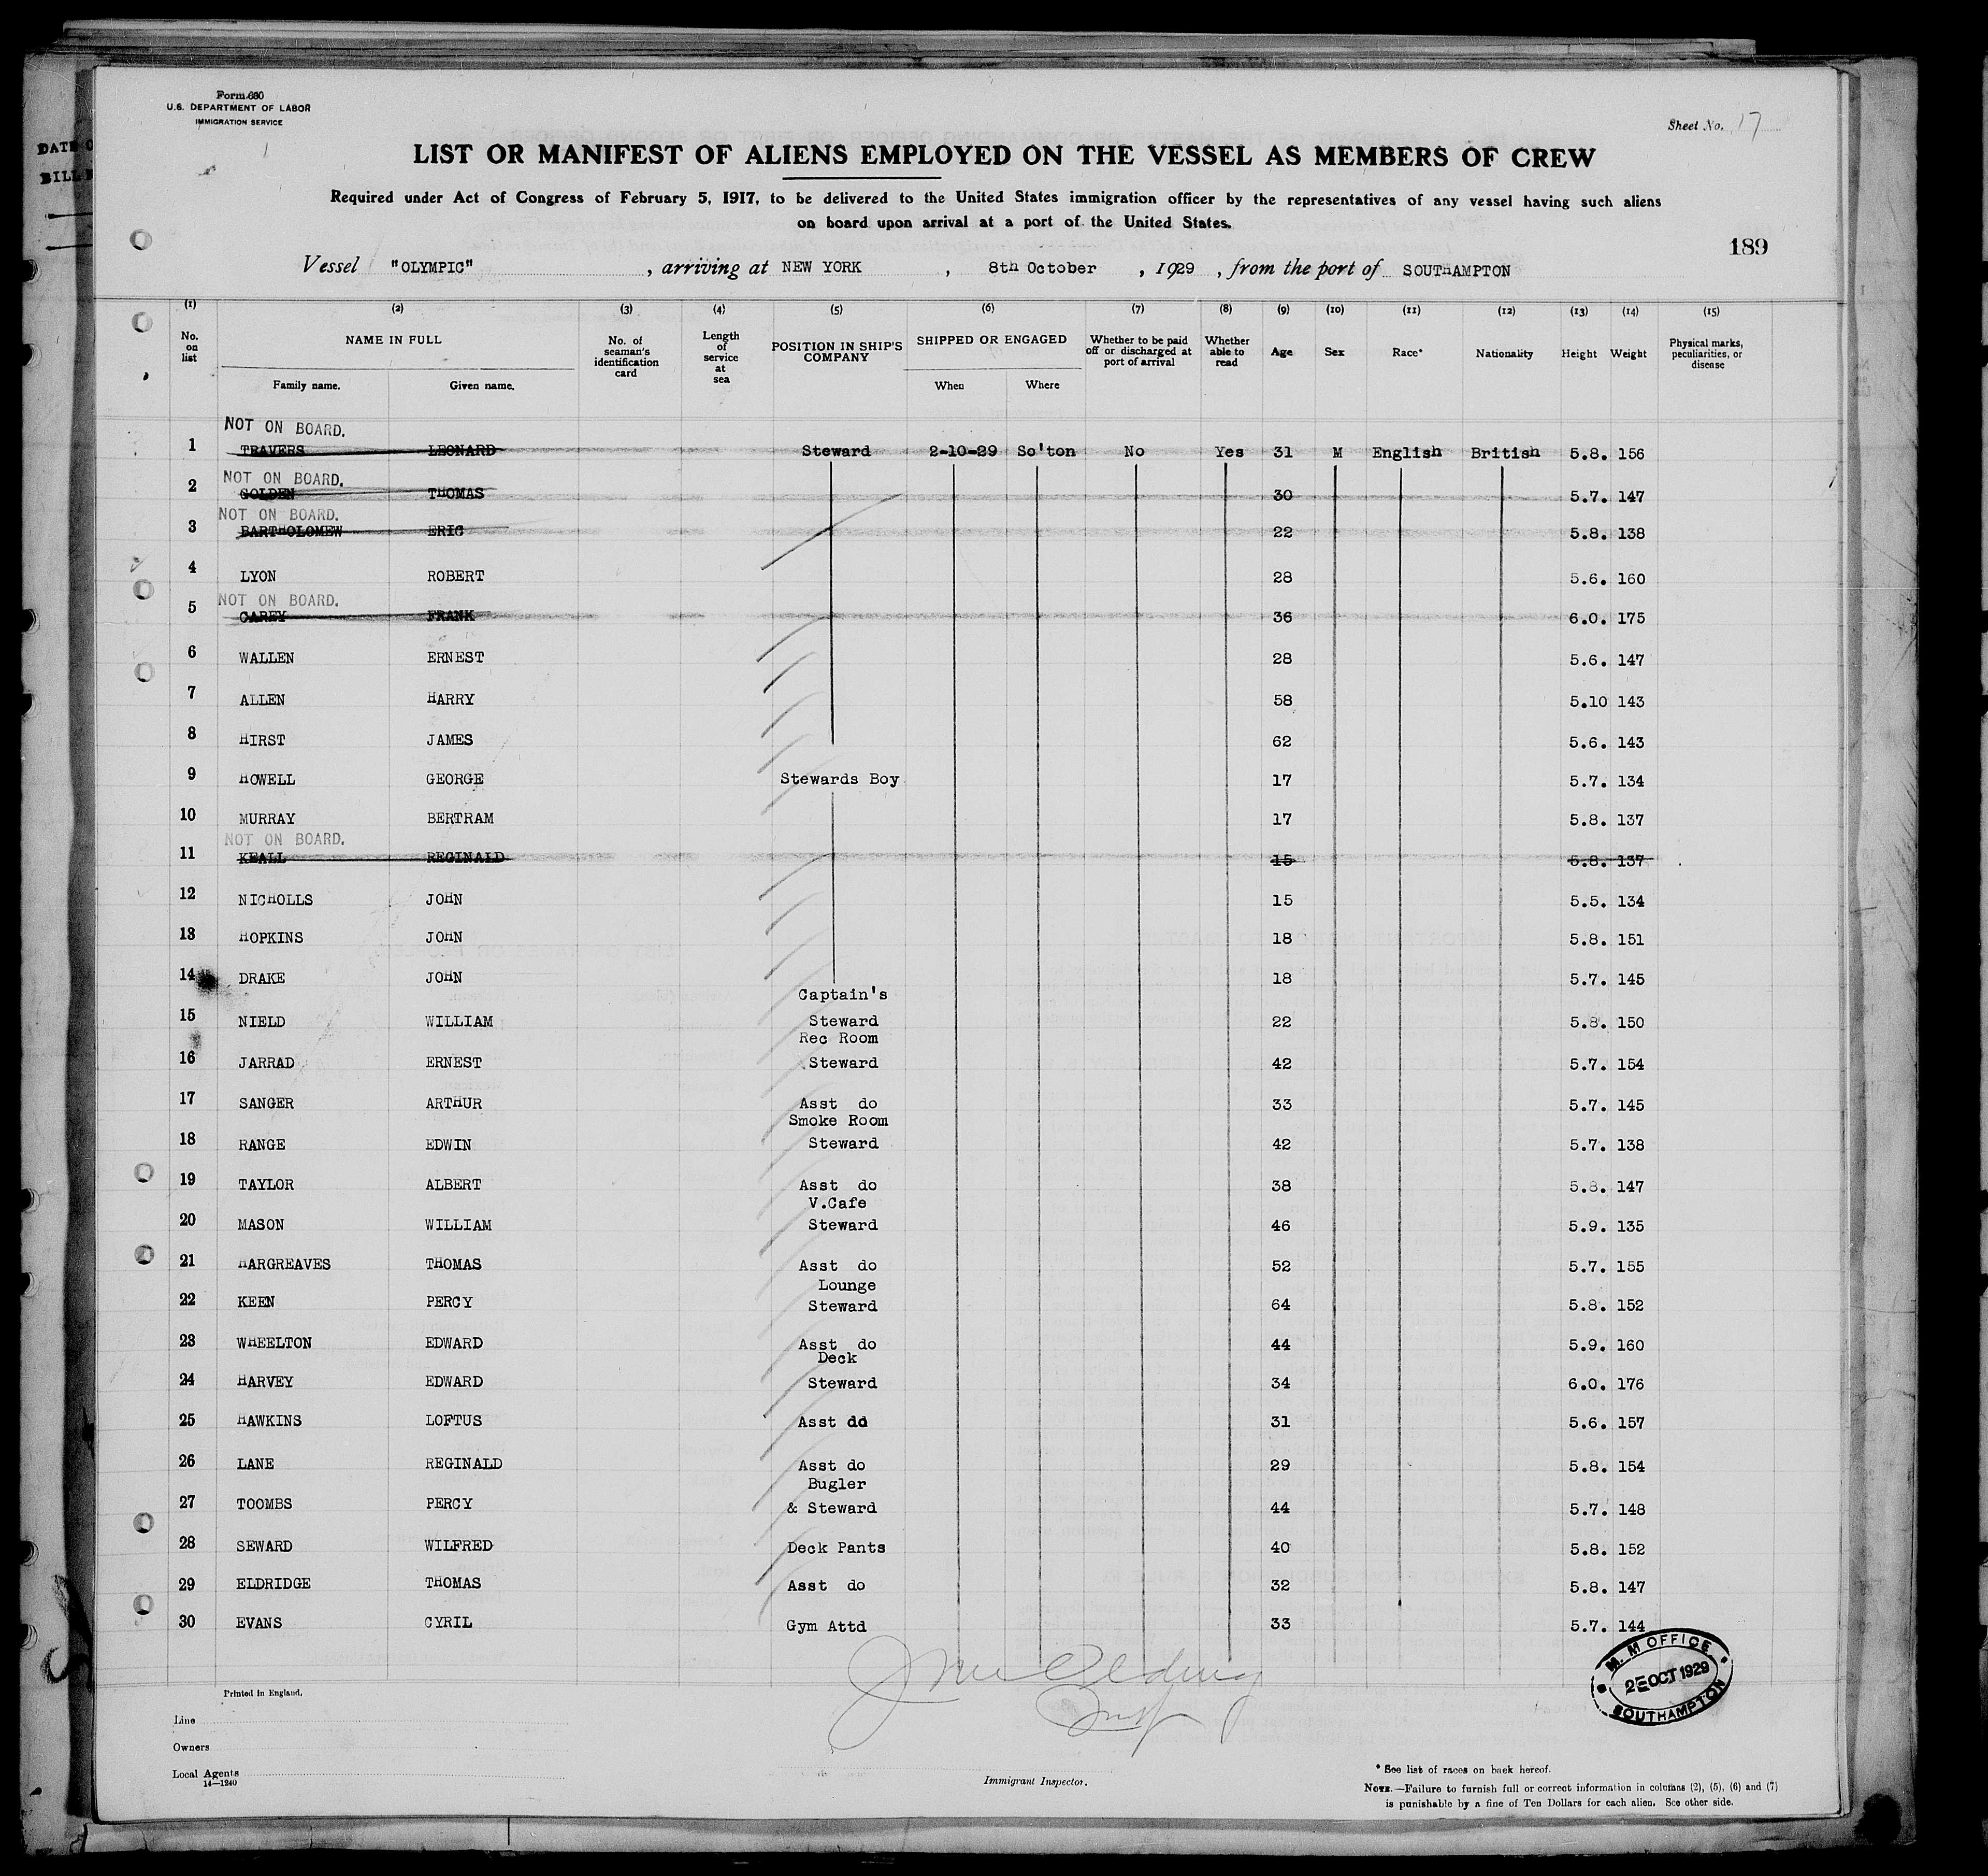 DATE O
BILL
Form 680
U.S. DEPARTMENT OF LABOR
IMMIGRATION SERVICE
Sheet No. 17
LIST OR MANIFEST OF ALIENS EMPLOYED ON THE VESSEL AS MEMBERS OF CREW
Required under Act of Congress of February 5, 1917, to be delivered to the United States immigration officer by the representatives of any vessel having such aliens
on board upon arrival at a port of the United States.
189
Vessel "OLYMPIC", arriving at NEW YORK, 8th October, 1929, from the port of SOUTHAMPTON
(1) (2) (3) (4) (5) (6) (7) (8) (9) (10) (11) (12) (13) (14) (15)
No. on list NAME IN FULL Family name. Given name. No. of seaman's identification card Length of service at sea POSITION IN SHIP'S COMPANY SHIPPED OR ENGAGED When Where Whether to be paid off or discharged at port of arrival Whether able to read Age Sex Race* Nationality Height Weight Physical marks, peculiarities, or disease
NOT ON BOARD.
1 TRAVERS LEONARD Steward 2-10-29 So'ton No Yes 31 M English British 5.8. 156
NOT ON BOARD.
2 GOLDEN THOMAS 30 5.7. 147
NOT ON BOARD.
3 BARTHOLOMEW ERIC 22 5.8. 138
4 LYON ROBERT 28 5.6. 160
NOT ON BOARD.
5 CAREY FRANK 36 6.0. 175
6 WALLEN ERNEST 28 5.6. 147
7 ALLEN HARRY 58 5.10 143
8 HIRST JAMES 62 5.6. 143
9 HOWELL GEORGE Stewards Boy 17 5.7. 134
10 MURRAY BERTRAM 17 5.8. 137
NOT ON BOARD.
11 KEALL REGINALD 15 5.8. 137
12 NICHOLLS JOHN 15 5.5. 134
13 HOPKINS JOHN 18 5.8. 151
14 DRAKE JOHN 18 5.7. 145
Captain's
15 NIELD WILLIAM Steward 22 5.8. 150
Rec Room
16 JARRAD ERNEST Steward 42 5.7. 154
17 SANGER ARTHUR Asst do 33 5.7. 145
Smoke Room
18 RANGE EDWIN Steward 42 5.7. 138
19 TAYLOR ALBERT Asst do 38 5.8. 147
V.Cafe
20 MASON WILLIAM Steward 46 5.9. 135
21 HARGREAVES THOMAS Asst do 52 5.7. 155
Lounge
22 KEEN PERCY Steward 64 5.8. 152
23 WHEELTON EDWARD Asst do 44 5.9. 160
Deck
24 HARVEY EDWARD Steward 34 6.0. 176
25 HAWKINS LOFTUS Asst do 31 5.6. 157
26 LANE REGINALD Asst do 29 5.8. 154
Bugler
27 TOOMBS PERCY & Steward 44 5.7. 148
28 SEWARD WILFRED Deck Pants 40 5.8. 152
29 ELDRIDGE THOMAS Asst do 32 5.8. 147
30 EVANS CYRIL Gym Attd 33 5.7. 144
M. M OFFICE
2 OCT 1929
SOUTHAMPTON
Printed in England.
Line
Owners
Local Agents
14—1240
Immigrant Inspector.
* See list of races on back hereof.
NOTE.—Failure to furnish full or correct information in columns (2), (5), (6) and (7)
is punishable by a fine of Ten Dollars for each alien. See other side.